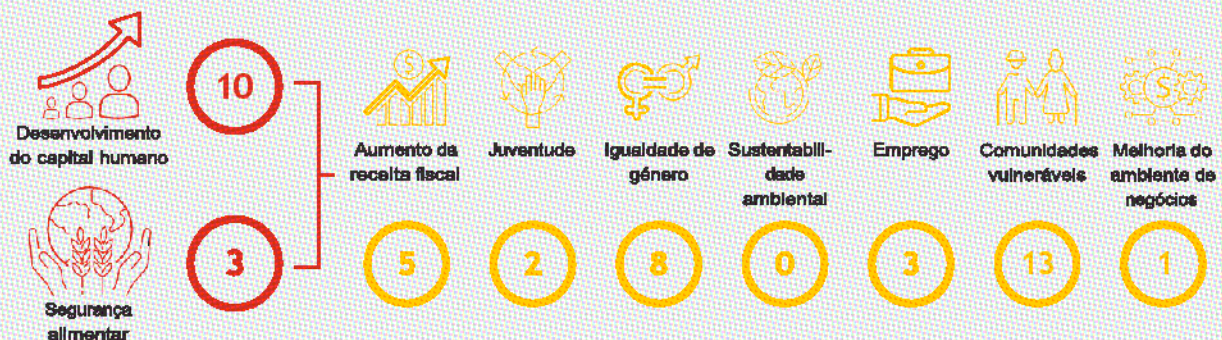 10
Desenvolvimento
do capital humano
3
Segurança
alimentar
Aumento da
receita fiscal
5
Juventude
2
Igualdade de
género
8
Sustentabili-
dade
ambiental
0
Emprego
3
Comunidades
vulneráveis
13
Melhoria do
ambiente de
negócios
1
$
$